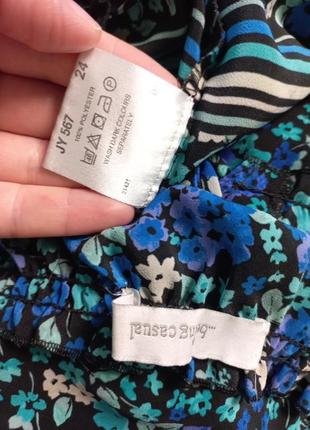 24
JY 567
100% POLYESTER
WASH DARK COLOURS
SEPARATELY
casual